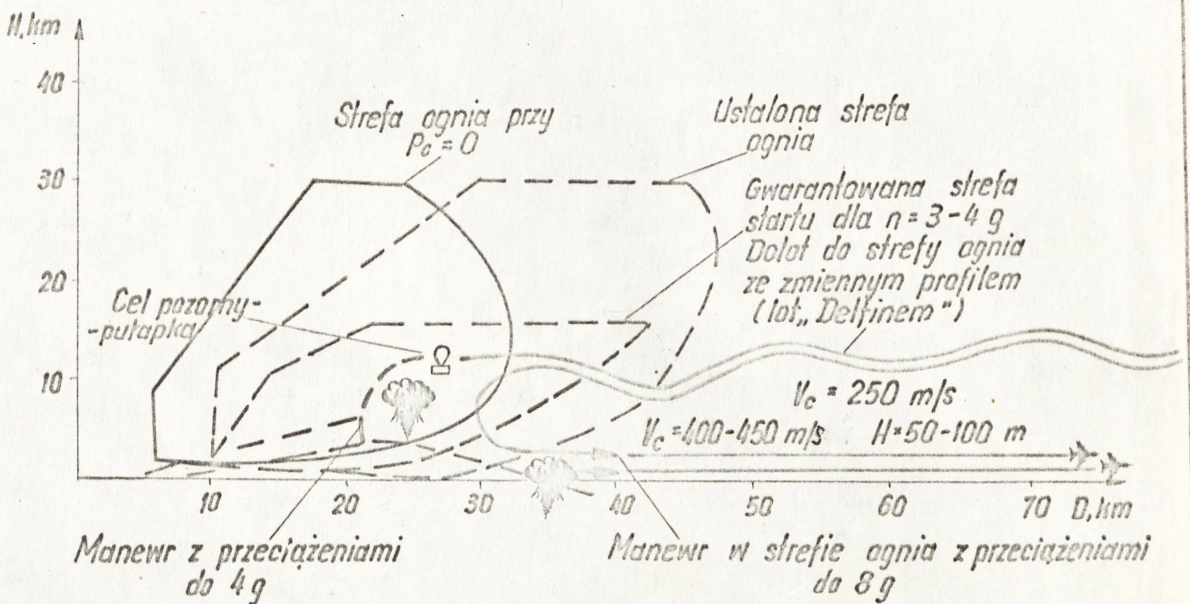 H,km
40
30
20
10
Strefa ognia przy
Pc = 0
Ustalona strefa
ognia
Gwarantowana strefa
startu dla n = 3-4 g
Dolot do strefy ognia
ze zmiennym profilem
(lot „Delfinem")
Cel pozorny-
-pułapka
Vc = 250 m/s
Vc = 400-450 m/s H=50-100 m
10 20 30 40 50 60 70 D,km
Manewr z przeciążeniami
do 4 g
Manewr w strefie ognia z przeciążeniami
do 8 g